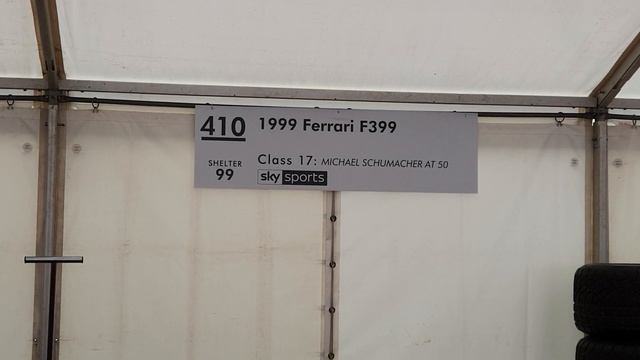 410 1999 Ferrari F399
SHELTER 99
Class 17: MICHAEL SCHUMACHER AT 50
sky sports